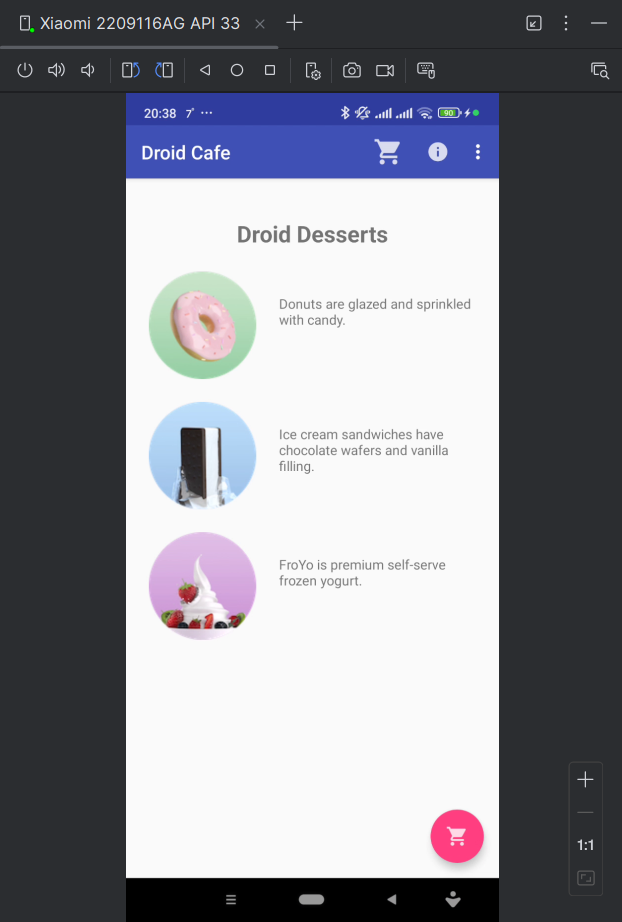 Xiaomi 2209116AG API 33
20:38 7° ···
90
Droid Cafe
Droid Desserts
Donuts are glazed and sprinkled
with candy.
Ice cream sandwiches have
chocolate wafers and vanilla
filling.
FroYo is premium self-serve
frozen yogurt.
1:1